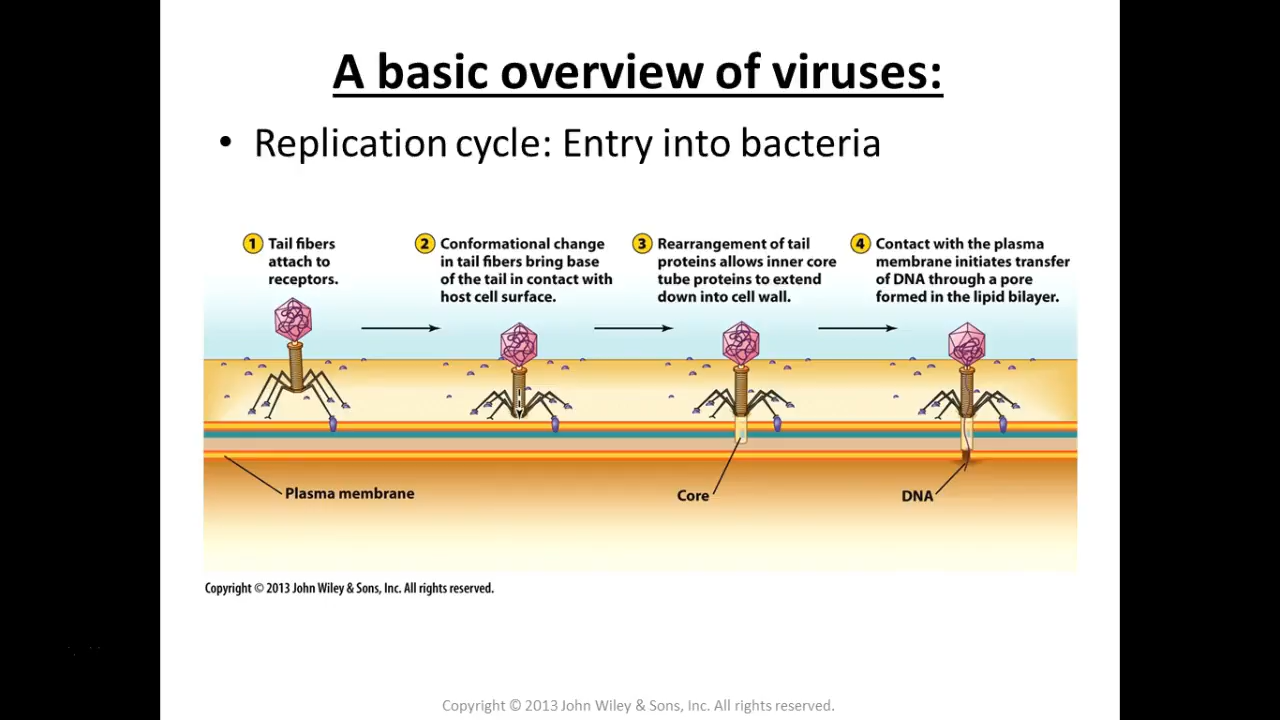 A basic overview of viruses:
• Replication cycle: Entry into bacteria
1 Tail fibers
attach to
receptors.
2 Conformational change
in tail fibers bring base
of the tail in contact with
host cell surface.
3 Rearrangement of tail
proteins allows inner core
tube proteins to extend
down into cell wall.
4 Contact with the plasma
membrane initiates transfer
of DNA through a pore
formed in the lipid bilayer.
Plasma membrane
Core
DNA
Copyright © 2013 John Wiley & Sons, Inc. All rights reserved.
Copyright © 2013 John Wiley & Sons, Inc. All rights reserved.